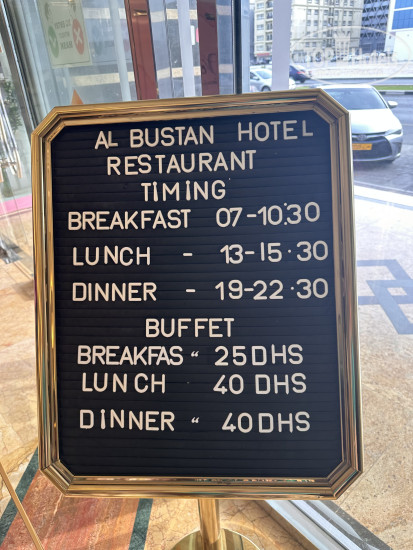 AL BUSTAN HOTEL
RESTAURANT
TIMING
BREAKFAST 07-10:30
LUNCH - 13-15·30
DINNER - 19-22·30
BUFFET
BREAKFAS " 25DHS
LUNCH 40 DHS
DINNER " 40DHS